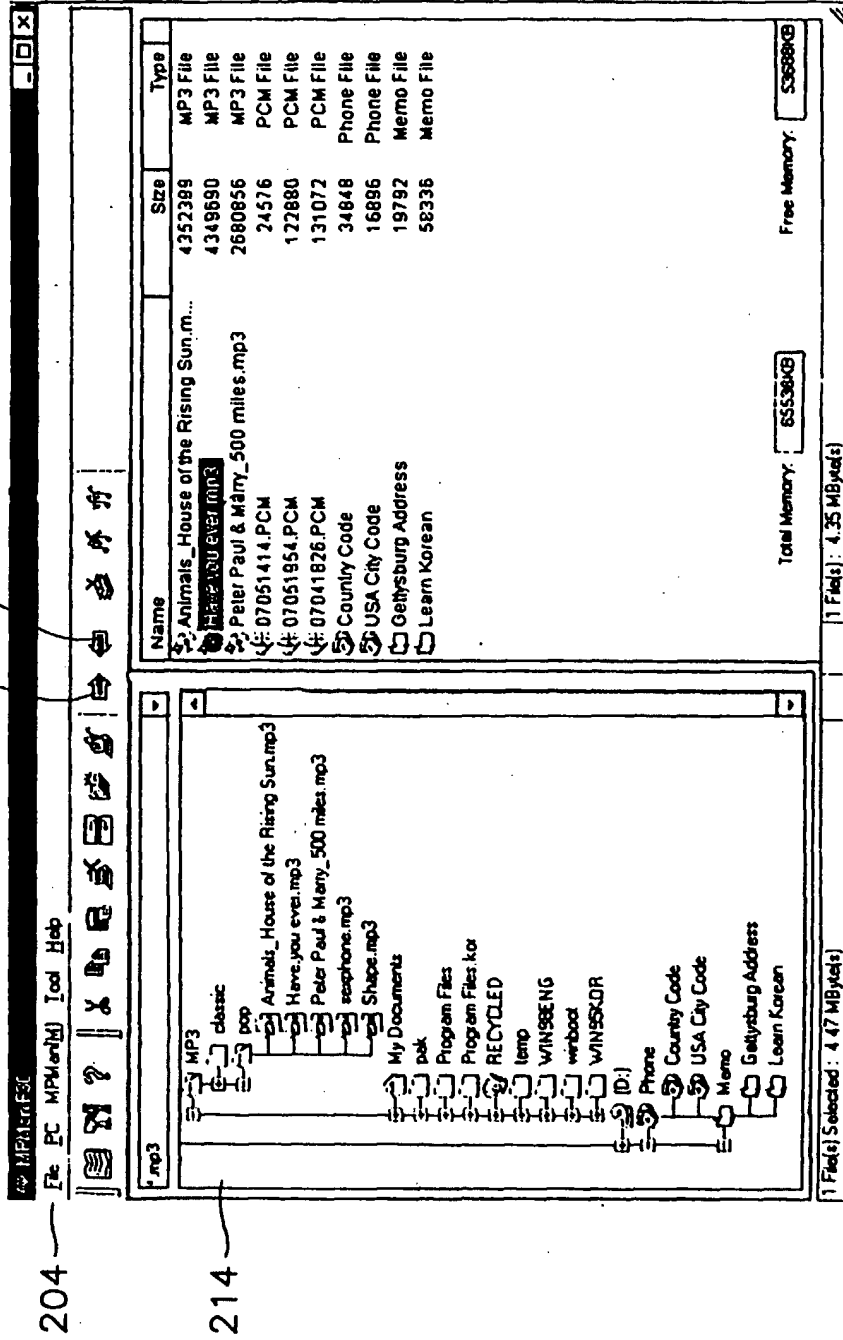 204
File PC MPMan(M) Tool Help
*.mp3
214
MP3
classic
pop
Animals_House of the Rising Sun.mp3
Have.you ever.mp3
Peter Paul & Marry_500 miles.mp3
saxphone.mp3
Shape.mp3
My Documents
pak
Program Files
Program Files.kor
RECYCLED
temp
WIN98ENG
winboot
WIN95KOR
(D:)
Phone
Country Code
USA City Code
Memo
Gettysburg Address
Learn Korean
Name Size Type
Animals_House of the Rising Sun.m... 4352389 MP3 File
Have you ever.mp3 4349690 MP3 File
Peter Paul & Marry_500 miles.mp3 2680856 MP3 File
07051414.PCM 24576 PCM File
07051954.PCM 122880 PCM File
07041826.PCM 131072 PCM File
Country Code 34848 Phone File
USA City Code 16896 Phone File
Gettysburg Address 19792 Memo File
Learn Korean 58336 Memo File
Total Memory: 65536KB Free Memory: 53688KB
1 File(s) Selected : 4.47 MByte(s) 1 File(s) : 4.35 MByte(s)